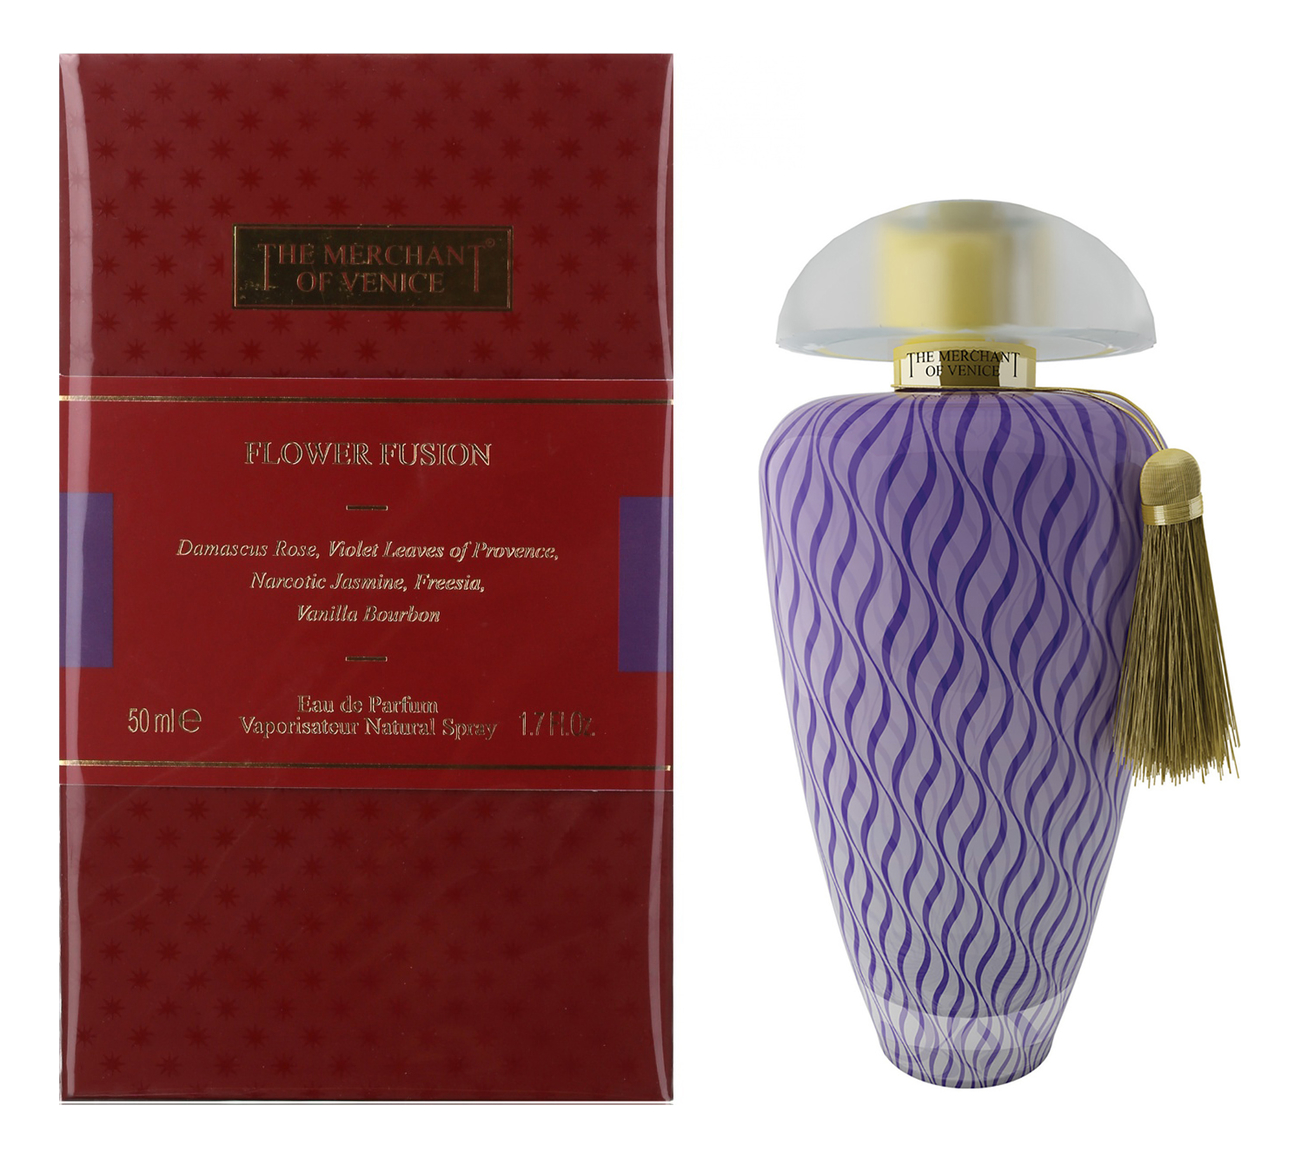 THE MERCHANT®
OF VENICE
FLOWER FUSION
Damascus Rose, Violet Leaves of Provence,
Narcotic Jasmine, Freesia,
Vanilla Bourbon
Eau de Parfum
50 ml ℮ Vaporisateur Natural Spray 1.7 Fl.Oz.
THE MERCHANT
OF VENICE